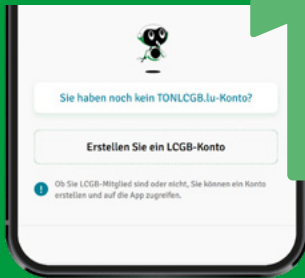 Sie haben noch kein TONLCGB.lu-Konto?
Erstellen Sie ein LCGB-Konto
Ob Sie LCGB-Mitglied sind oder nicht, Sie können ein Konto
erstellen und auf die App zugreifen.